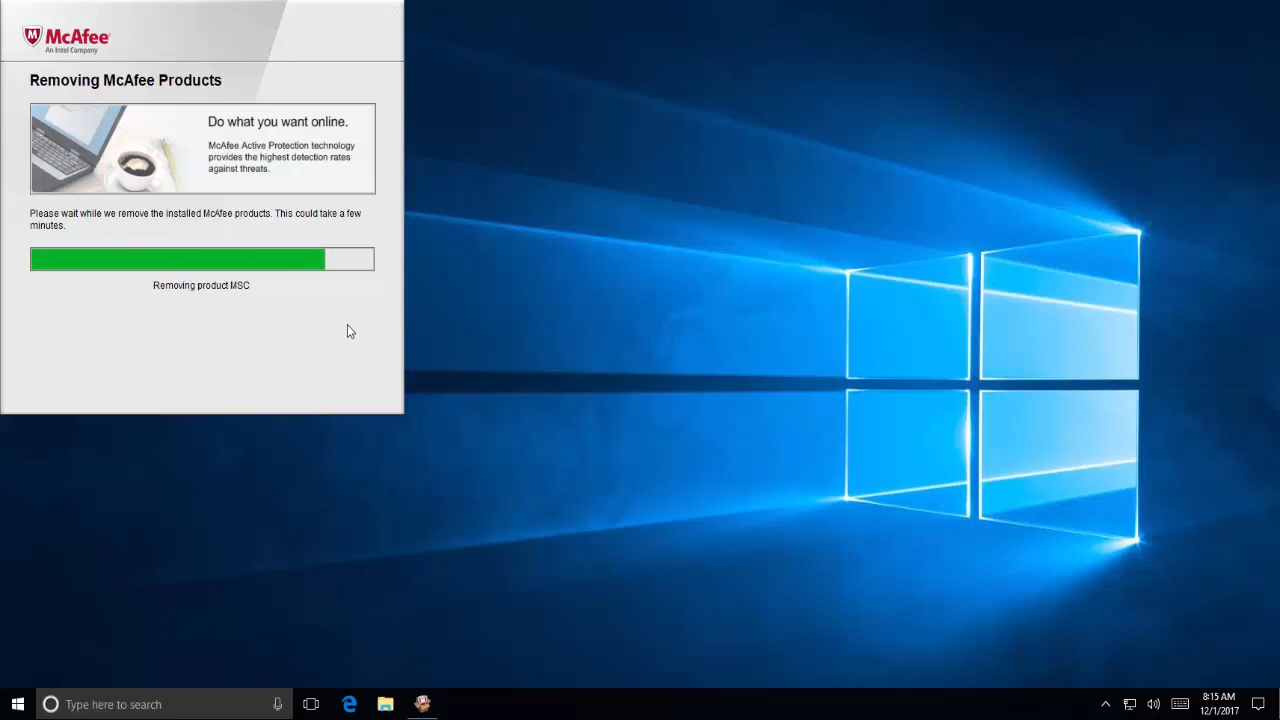 McAfee
An Intel Company
Removing McAfee Products
Do what you want online.
McAfee Active Protection technology
provides the highest detection rates
against threats.
Please wait while we remove the installed McAfee products. This could take a few
minutes.
Removing product MSC
Type here to search
8:15 AM
12/1/2017